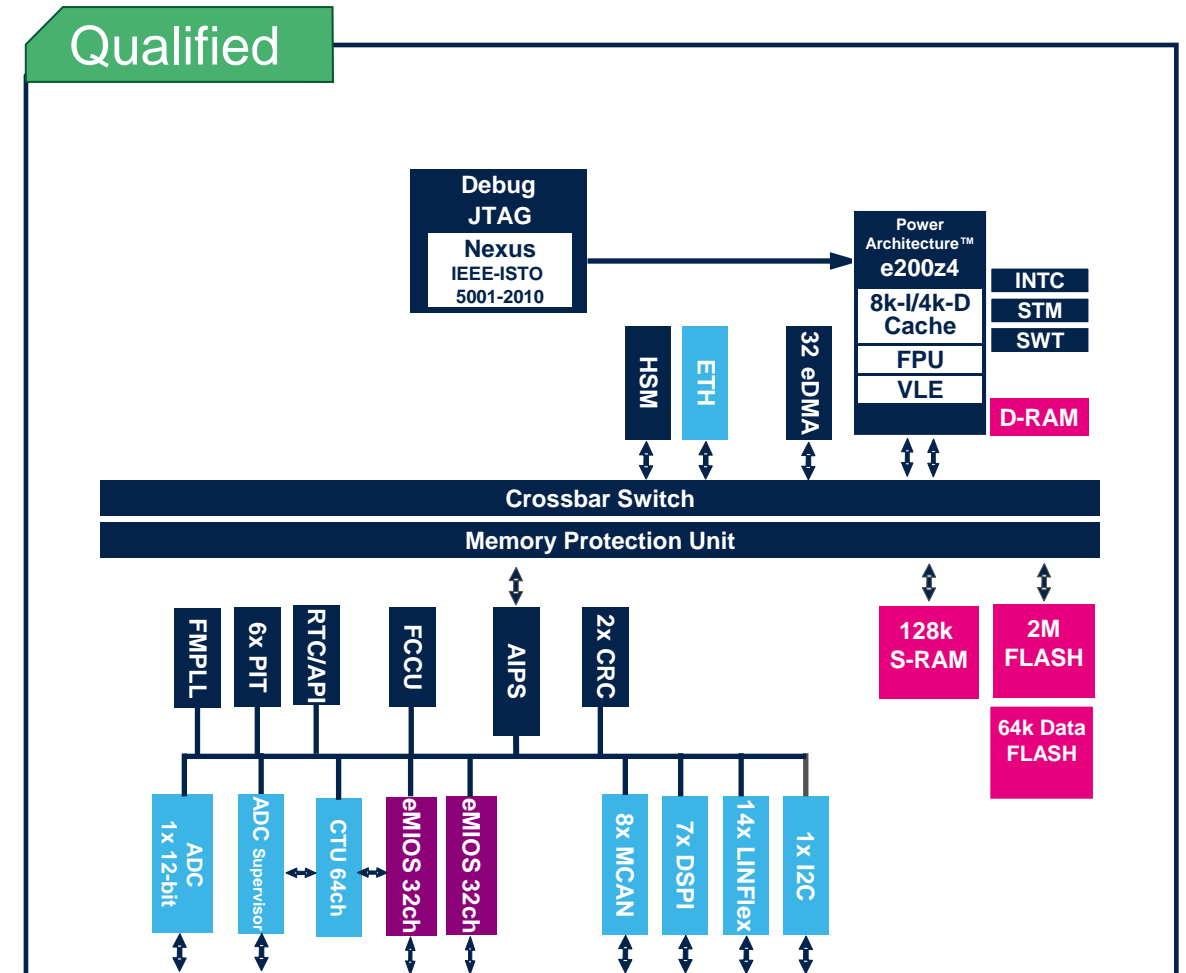 Qualified
Debug
JTAG
Nexus
IEEE-ISTO
5001-2010
Power
Architecture™
e200z4
8k-I/4k-D
Cache
FPU
VLE
INTC
STM
SWT
D-RAM
HSM
ETH
32 eDMA
Crossbar Switch
Memory Protection Unit
FMPLL
6x PIT
RTC/API
FCCU
AIPS
2x CRC
128k
S-RAM
2M
FLASH
64k Data
FLASH
ADC
1x 12-bit
ADC Supervisor
CTU 64ch
eMIOS 32ch
eMIOS 32ch
8x MCAN
7x DSPI
14x LINFlex
1x I2C